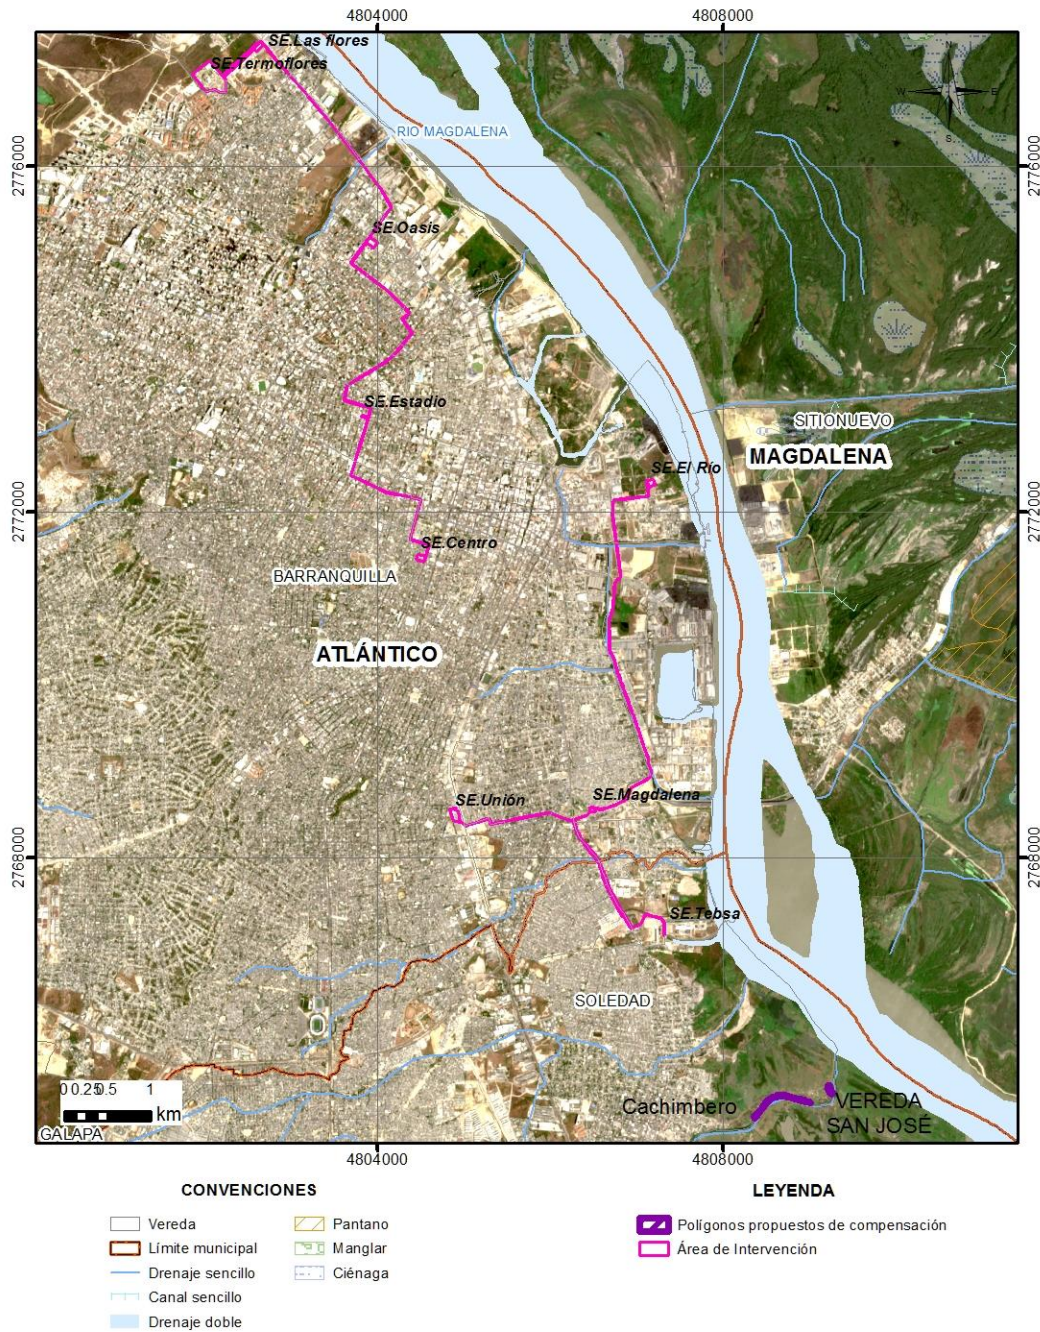 4804000
4808000
SE.Las flores
SE.Termoflores
N
W
E
S
RIO MAGDALENA
2776000
2776000
SE.Oasis
SE.Estadio
SITIONUEVO
MAGDALENA
SE.El Río
2772000
2772000
SE.Centro
BARRANQUILLA
ATLÁNTICO
SE.Unión
SE.Magdalena
2768000
2768000
SE.Tebsa
SOLEDAD
0 0.25 0.5 1
km
Cachimbero
VEREDA
SAN JOSÉ
GALAPA
4804000
4808000
CONVENCIONES
Vereda
Límite municipal
Drenaje sencillo
Canal sencillo
Drenaje doble
Pantano
Manglar
Ciénaga
LEYENDA
Polígonos propuestos de compensación
Área de Intervención